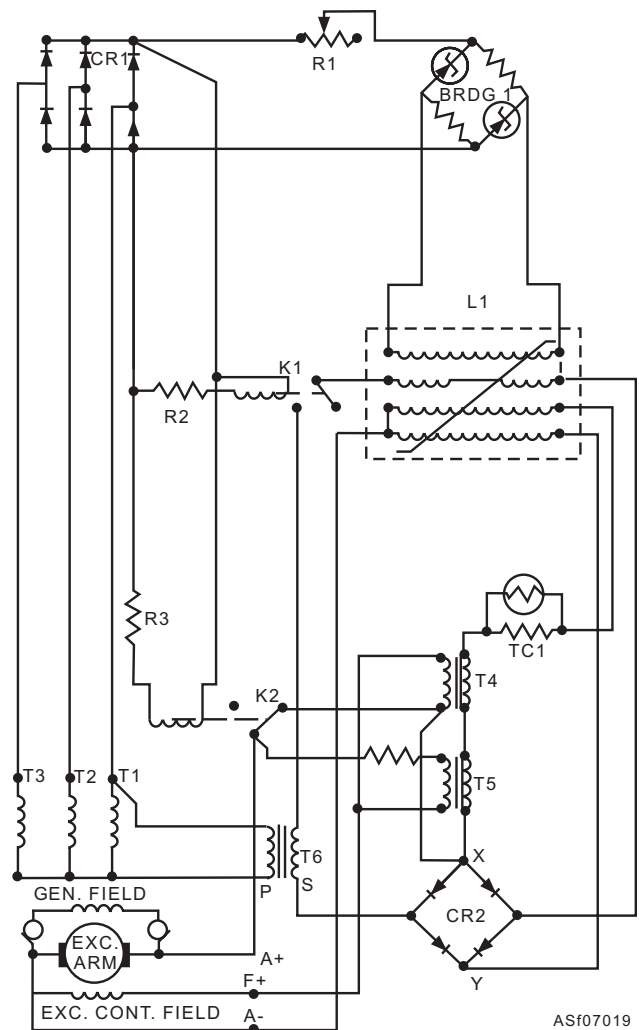 CR1
R1
BRDG 1
L1
K1
R2
R3
TC1
K2
T4
T3
T2
T1
T5
T6
X
P
S
GEN. FIELD
CR2
EXC.
ARM
A+
Y
F+
EXC. CONT. FIELD
A-
ASf07019